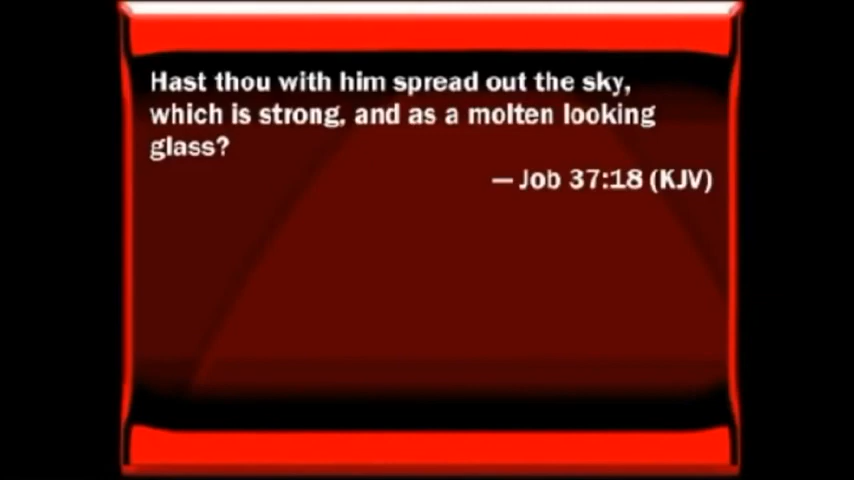 Hast thou with him spread out the sky,
which is strong, and as a molten looking
glass?
— Job 37:18 (KJV)